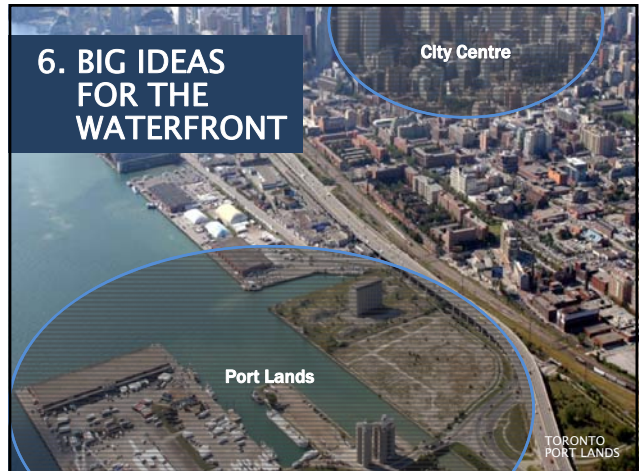 6. BIG IDEAS
FOR THE
WATERFRONT
City Centre
Port Lands
TORONTO
PORT LANDS